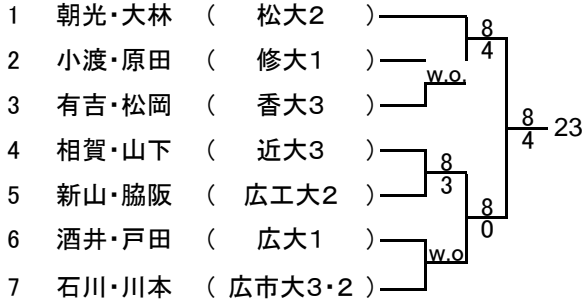 1 朝光・大林 ( 松大2 )
8
4
2 小渡・原田 ( 修大1 )
w.o.
3 有吉・松岡 ( 香大3 )
8
4
23
4 相賀・山下 ( 近大3 )
8
3
5 新山・脇阪 ( 広工大2 )
8
0
6 酒井・戸田 ( 広大1 )
w.o
7 石川・川本 ( 広市大3・2 )